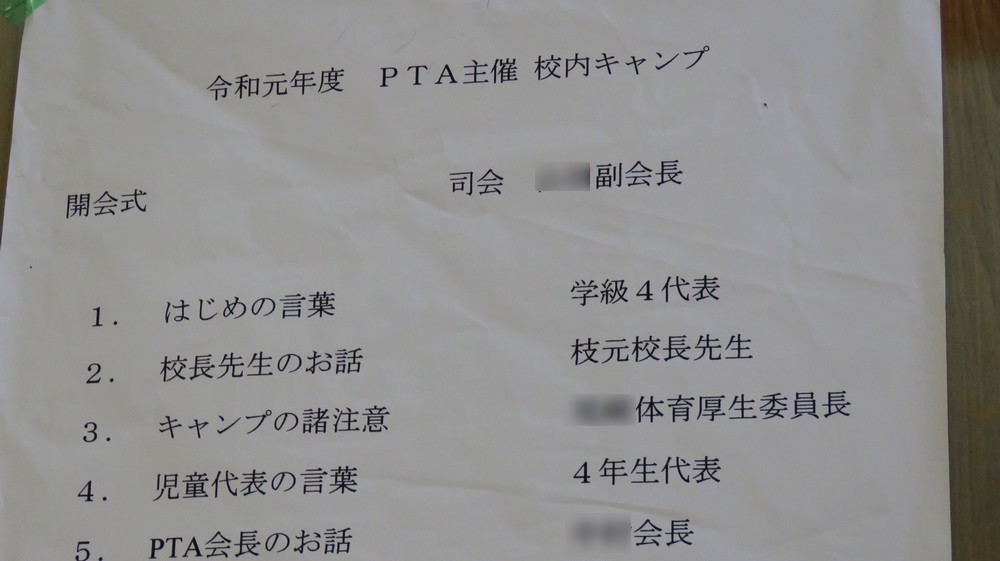 令和元年度　ＰＴＡ主催 校内キャンプ
開会式　司会　副会長
１．　はじめの言葉　学級４代表
２．　校長先生のお話　枝元校長先生
３．　キャンプの諸注意　体育厚生委員長
４．　児童代表の言葉　４年生代表
５．　PTA会長のお話　会長